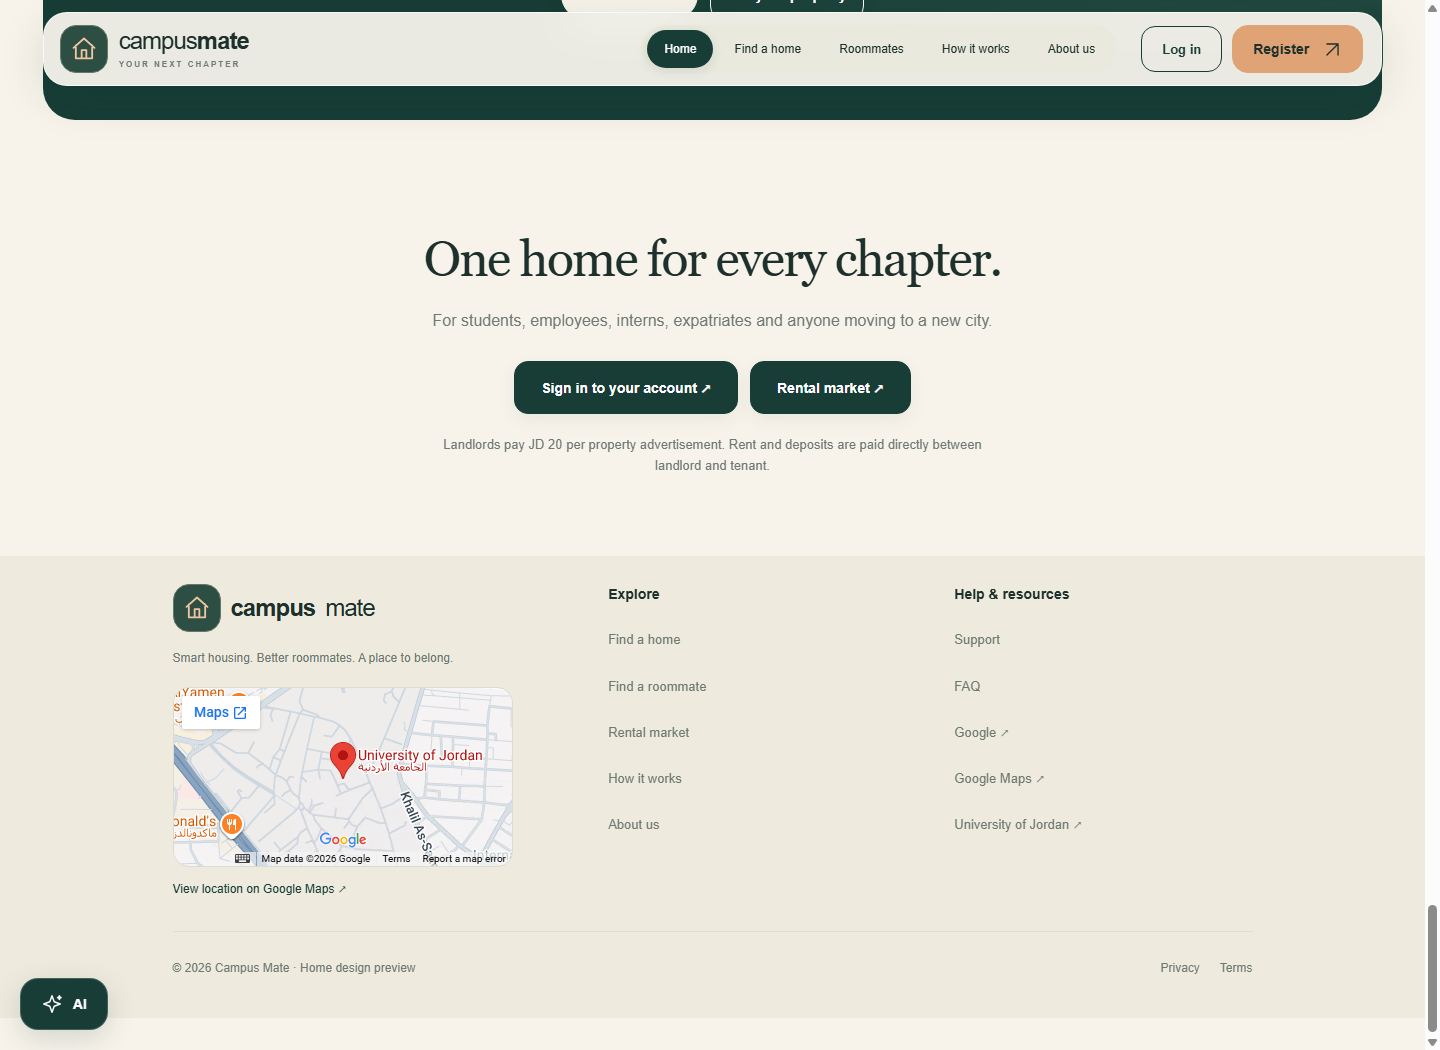 campusmate
YOUR NEXT CHAPTER
Home
Find a home
Roommates
How it works
About us
Log in
Register
One home for every chapter.
For students, employees, interns, expatriates and anyone moving to a new city.
Sign in to your account ↗
Rental market ↗
Landlords pay JD 20 per property advertisement. Rent and deposits are paid directly between
landlord and tenant.
campus mate
Smart housing. Better roommates. A place to belong.
Maps
University of Jordan
الجامعة الأردنية
Khalil As-S
onald's
ماكدونالدز
Google
Map data ©2026 Google
Terms
Report a map error
View location on Google Maps ↗
Explore
Find a home
Find a roommate
Rental market
How it works
About us
Help & resources
Support
FAQ
Google ↗
Google Maps ↗
University of Jordan ↗
© 2026 Campus Mate · Home design preview
Privacy
Terms
AI